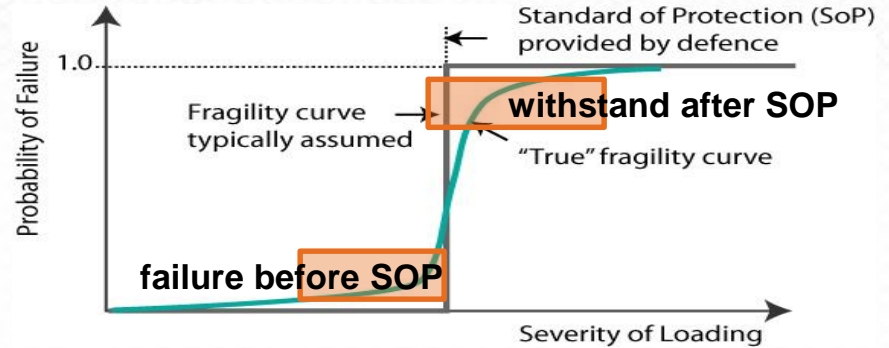 Standard of Protection (SoP)
provided by defence
1.0
Probability of Failure
Fragility curve
typically assumed
withstand after SOP
"True" fragility curve
failure before SOP
Severity of Loading